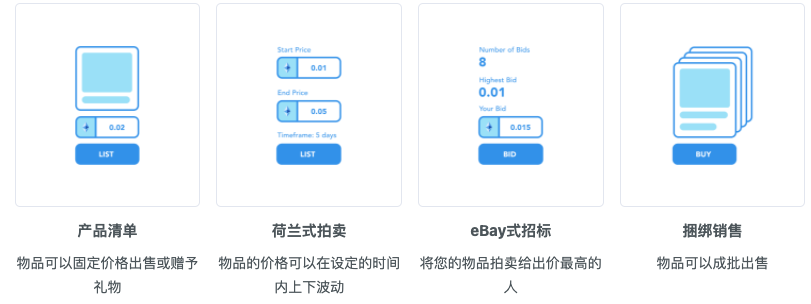 0.02
LIST
产品清单
物品可以固定价格出售或赠予
礼物
Start Price
0.01
End Price
0.05
Timeframe: 5 days
LIST
荷兰式拍卖
物品的价格可以在设定的时间
内上下波动
Number of Bids
8
Highest Bid
0.01
Your Bid
0.015
BID
eBay式招标
将您的物品拍卖给出价最高的
人
BUY
捆绑销售
物品可以成批出售